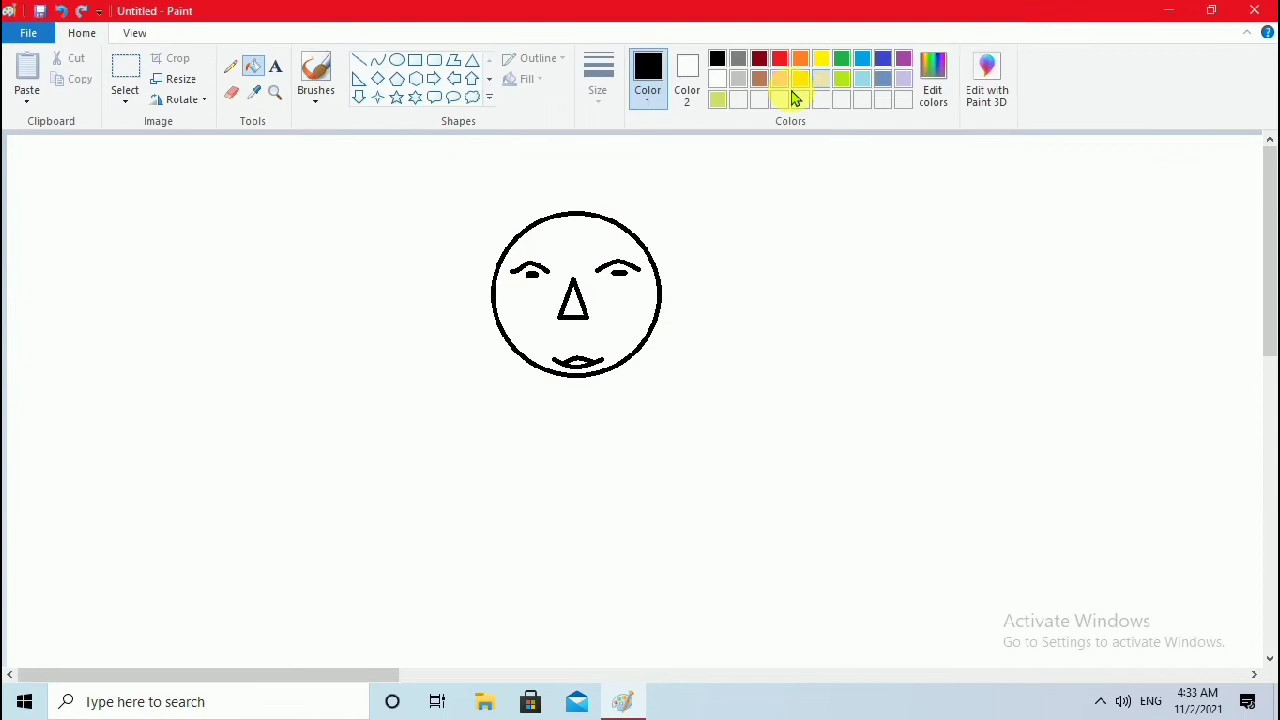 Untitled - Paint
File Home View
Paste
Cut
Copy
Clipboard
Select
Crop
Resize
Rotate
Image
Tools
Brushes
Outline
Fill
Shapes
Size
Color 1
Color 2
Edit colors
Colors
Edit with Paint 3D
Activate Windows
Go to Settings to activate Windows.
Type here to search
ENG
4:33 AM
11/2/2021